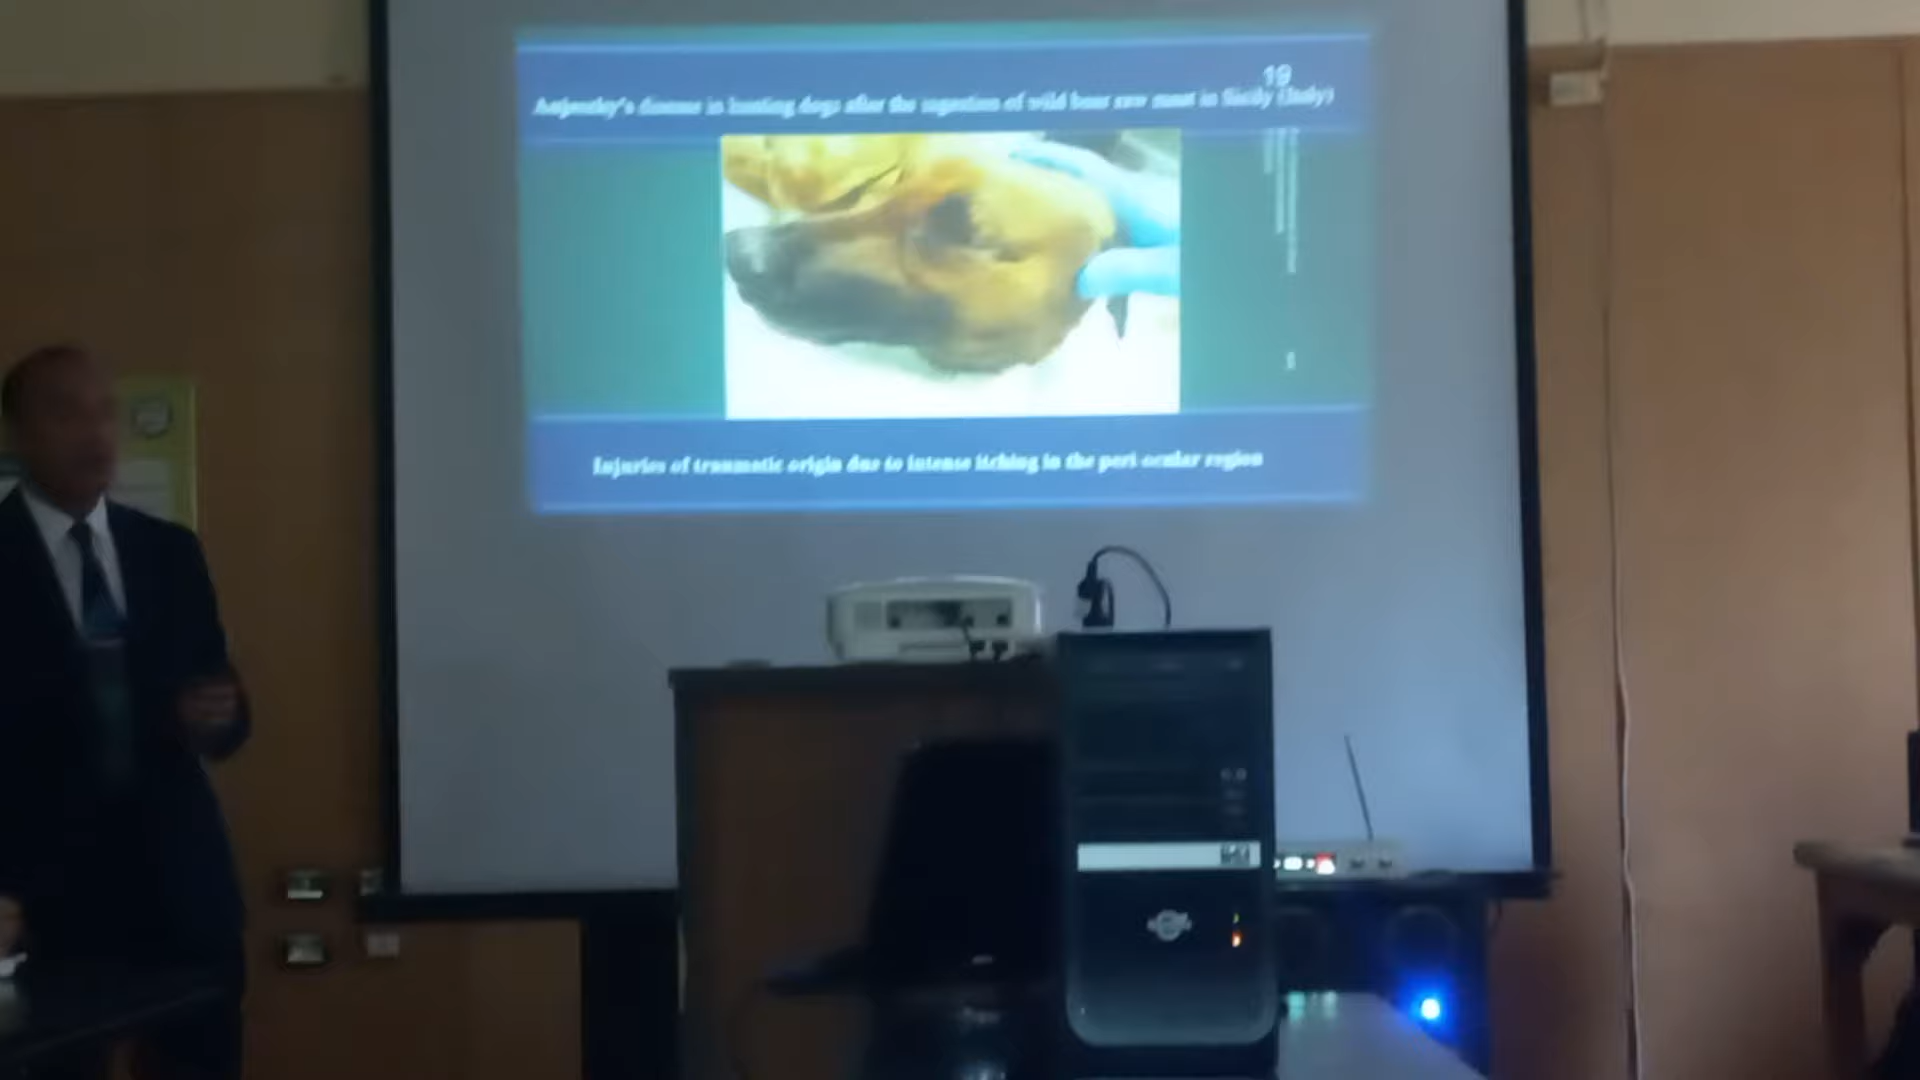 19
Aujeszky's disease in hunting dogs after the ingestion of wild boar raw meat in Sicily (Italy)
Injuries of traumatic origin due to intense itching in the peri ocular region